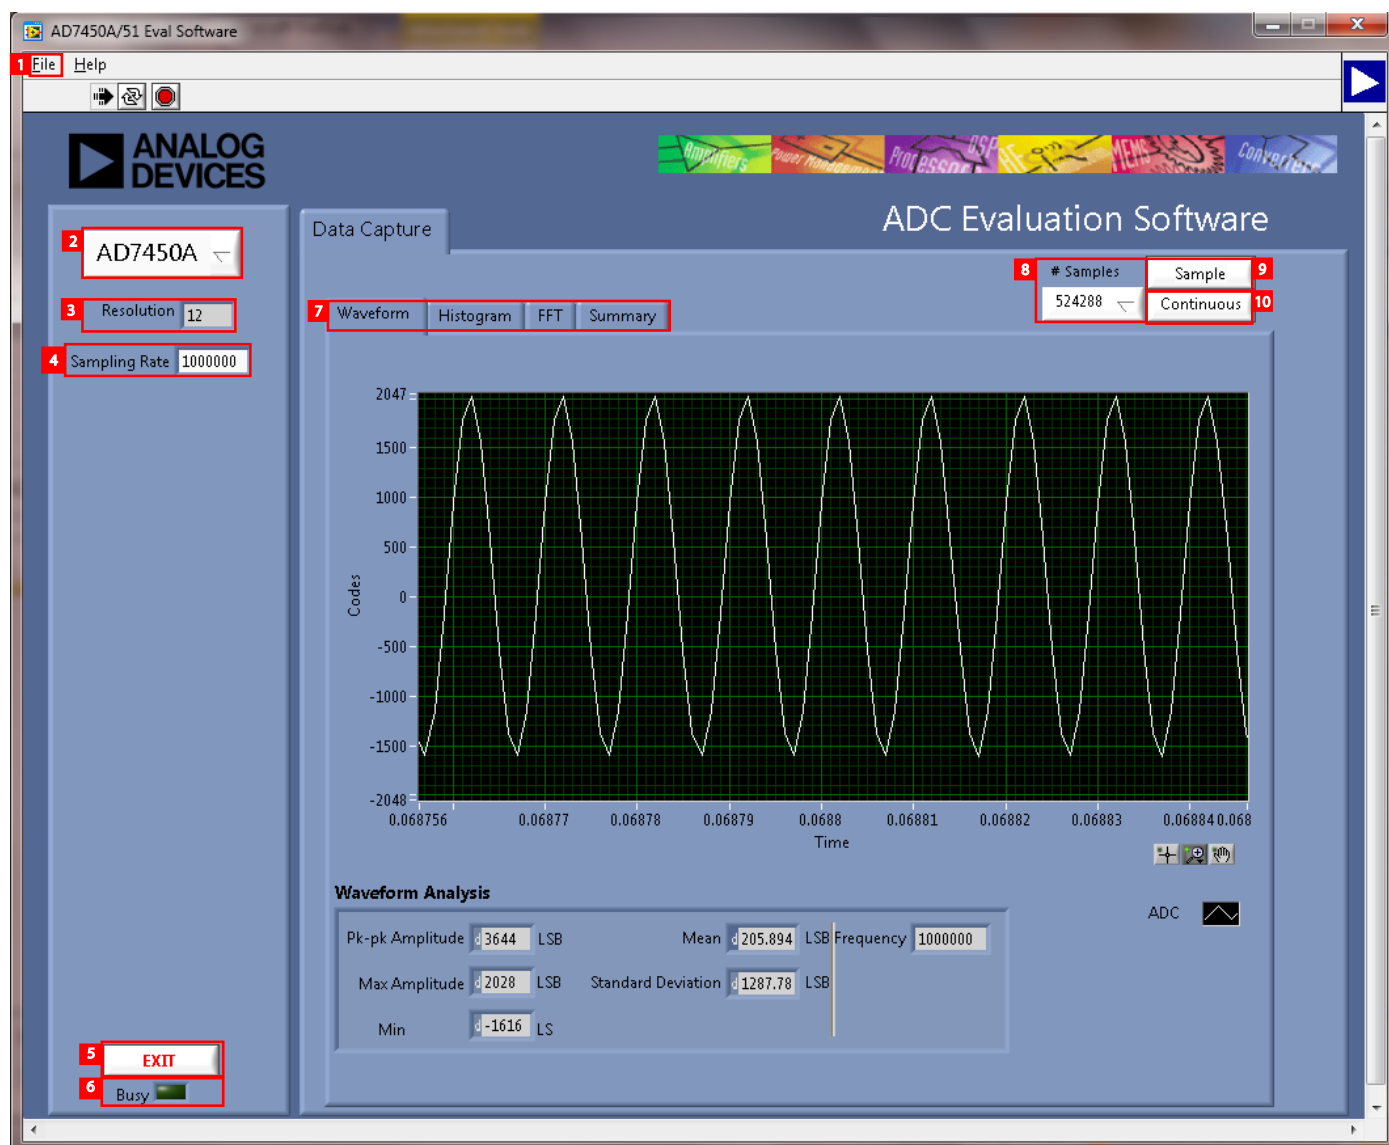 AD7450A/51 Eval Software
1 File Help
ANALOG DEVICES
Amplifiers Power Management Processors DSP RF MEMS Converters
ADC Evaluation Software
2 AD7450A
3 Resolution 12
4 Sampling Rate 1000000
5 EXIT
6 Busy
Data Capture
8 # Samples
524288
Sample 9
Continuous 10
7 Waveform Histogram FFT Summary
2047
1500
1000
500
0
-500
-1000
-1500
-2048
Codes
0.068756 0.06877 0.06878 0.06879 0.0688 0.06881 0.06882 0.06883 0.06884 0.068
Time
ADC
Waveform Analysis
Pk-pk Amplitude d 3644 LSB Mean d 205.894 LSB Frequency 1000000
Max Amplitude d 2028 LSB Standard Deviation d 1287.78 LSB
Min d -1616 LS